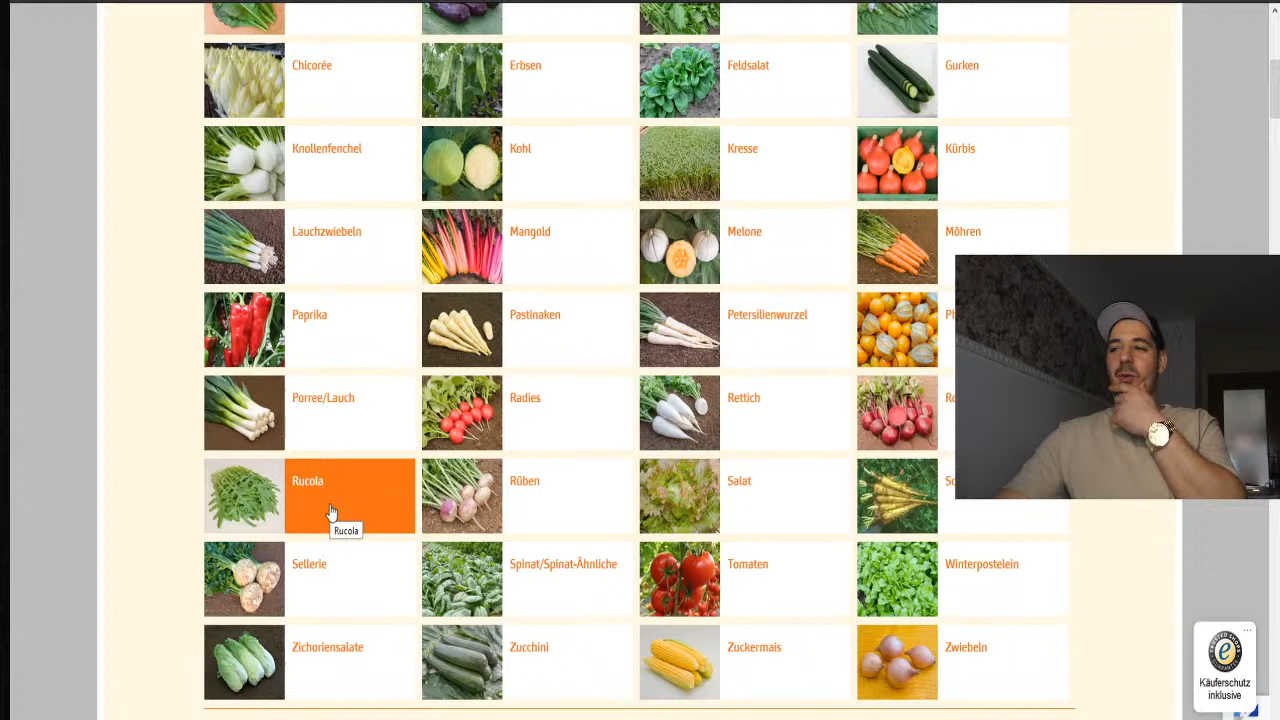 Chicorée
Erbsen
Feldsalat
Gurken
Knollenfenchel
Kohl
Kresse
Kürbis
Lauchzwiebeln
Mangold
Melone
Möhren
Paprika
Pastinaken
Petersilienwurzel
Porree/Lauch
Radies
Rettich
Rucola
Rüben
Salat
Rucola
Sellerie
Spinat/Spinat-Ähnliche
Tomaten
Winterpostelein
Zichoriensalate
Zucchini
Zuckermais
Zwiebeln
Käuferschutz
inklusive